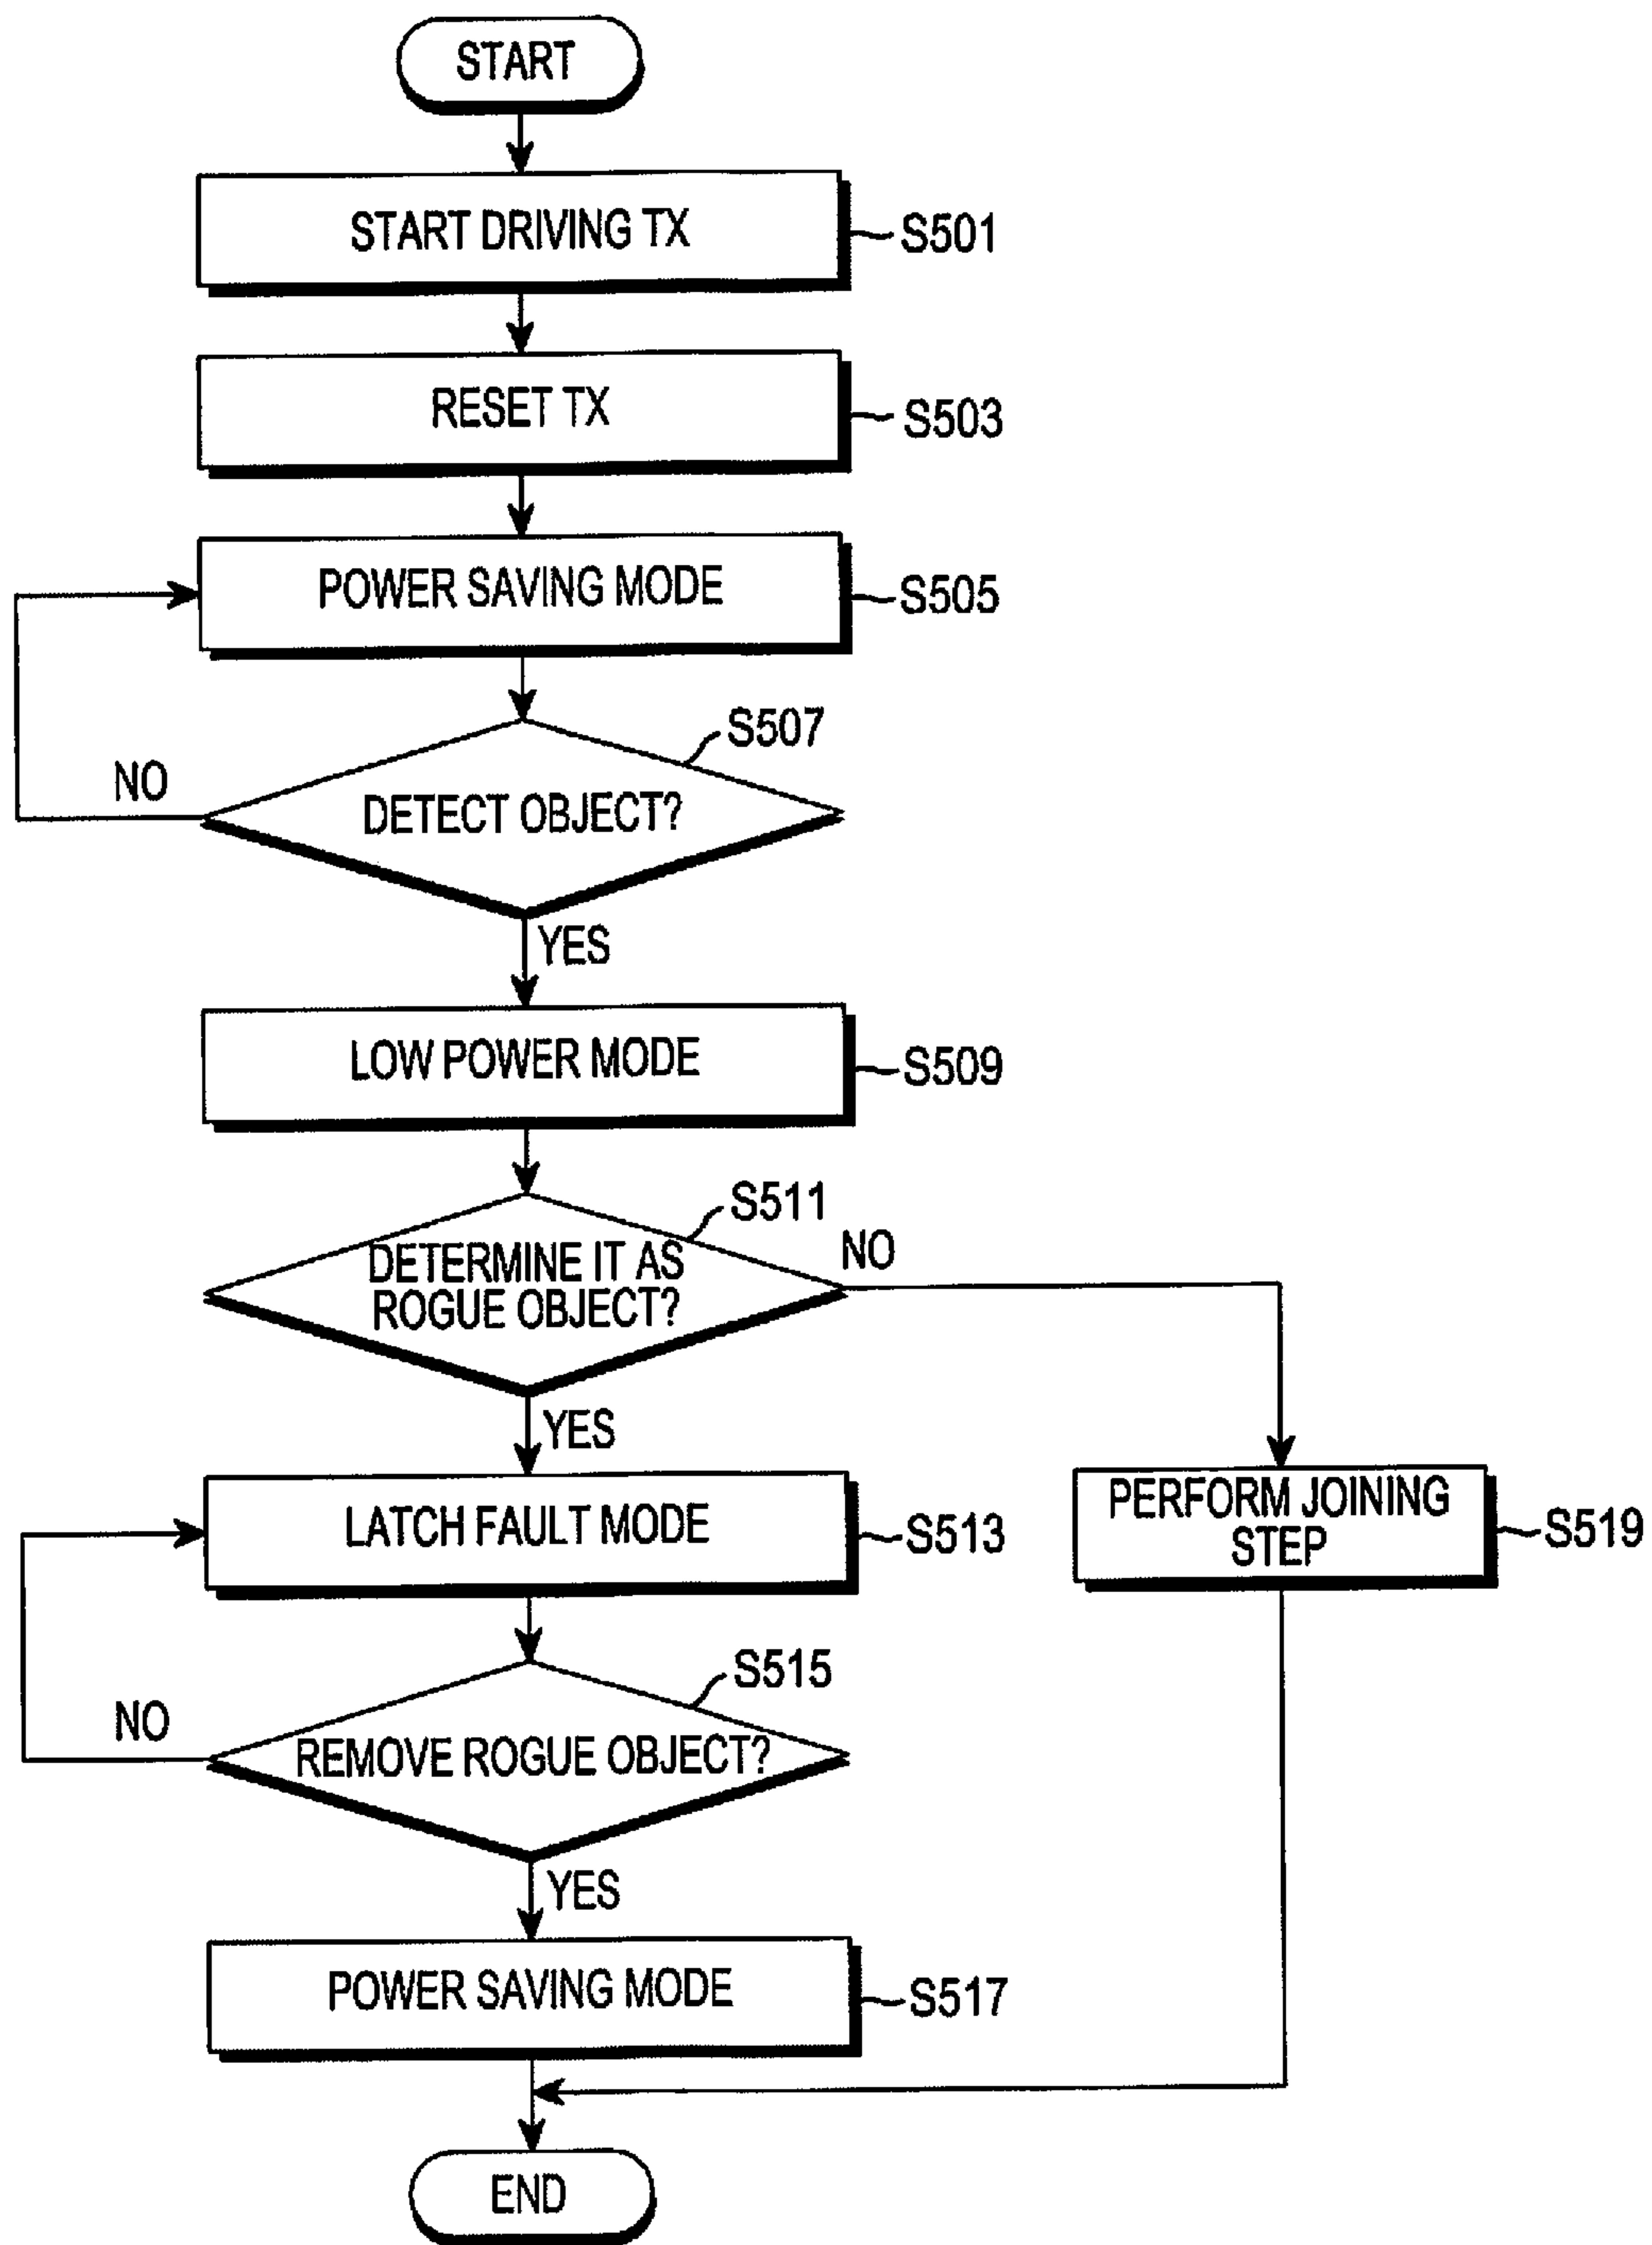 START
START DRIVING TX
S501
RESET TX
S503
POWER SAVING MODE
S505
S507
DETECT OBJECT?
NO
YES
LOW POWER MODE
S509
S511
DETERMINE IT AS
ROGUE OBJECT?
NO
YES
LATCH FAULT MODE
S513
PERFORM JOINING
STEP
S519
S515
REMOVE ROGUE OBJECT?
NO
YES
POWER SAVING MODE
S517
END